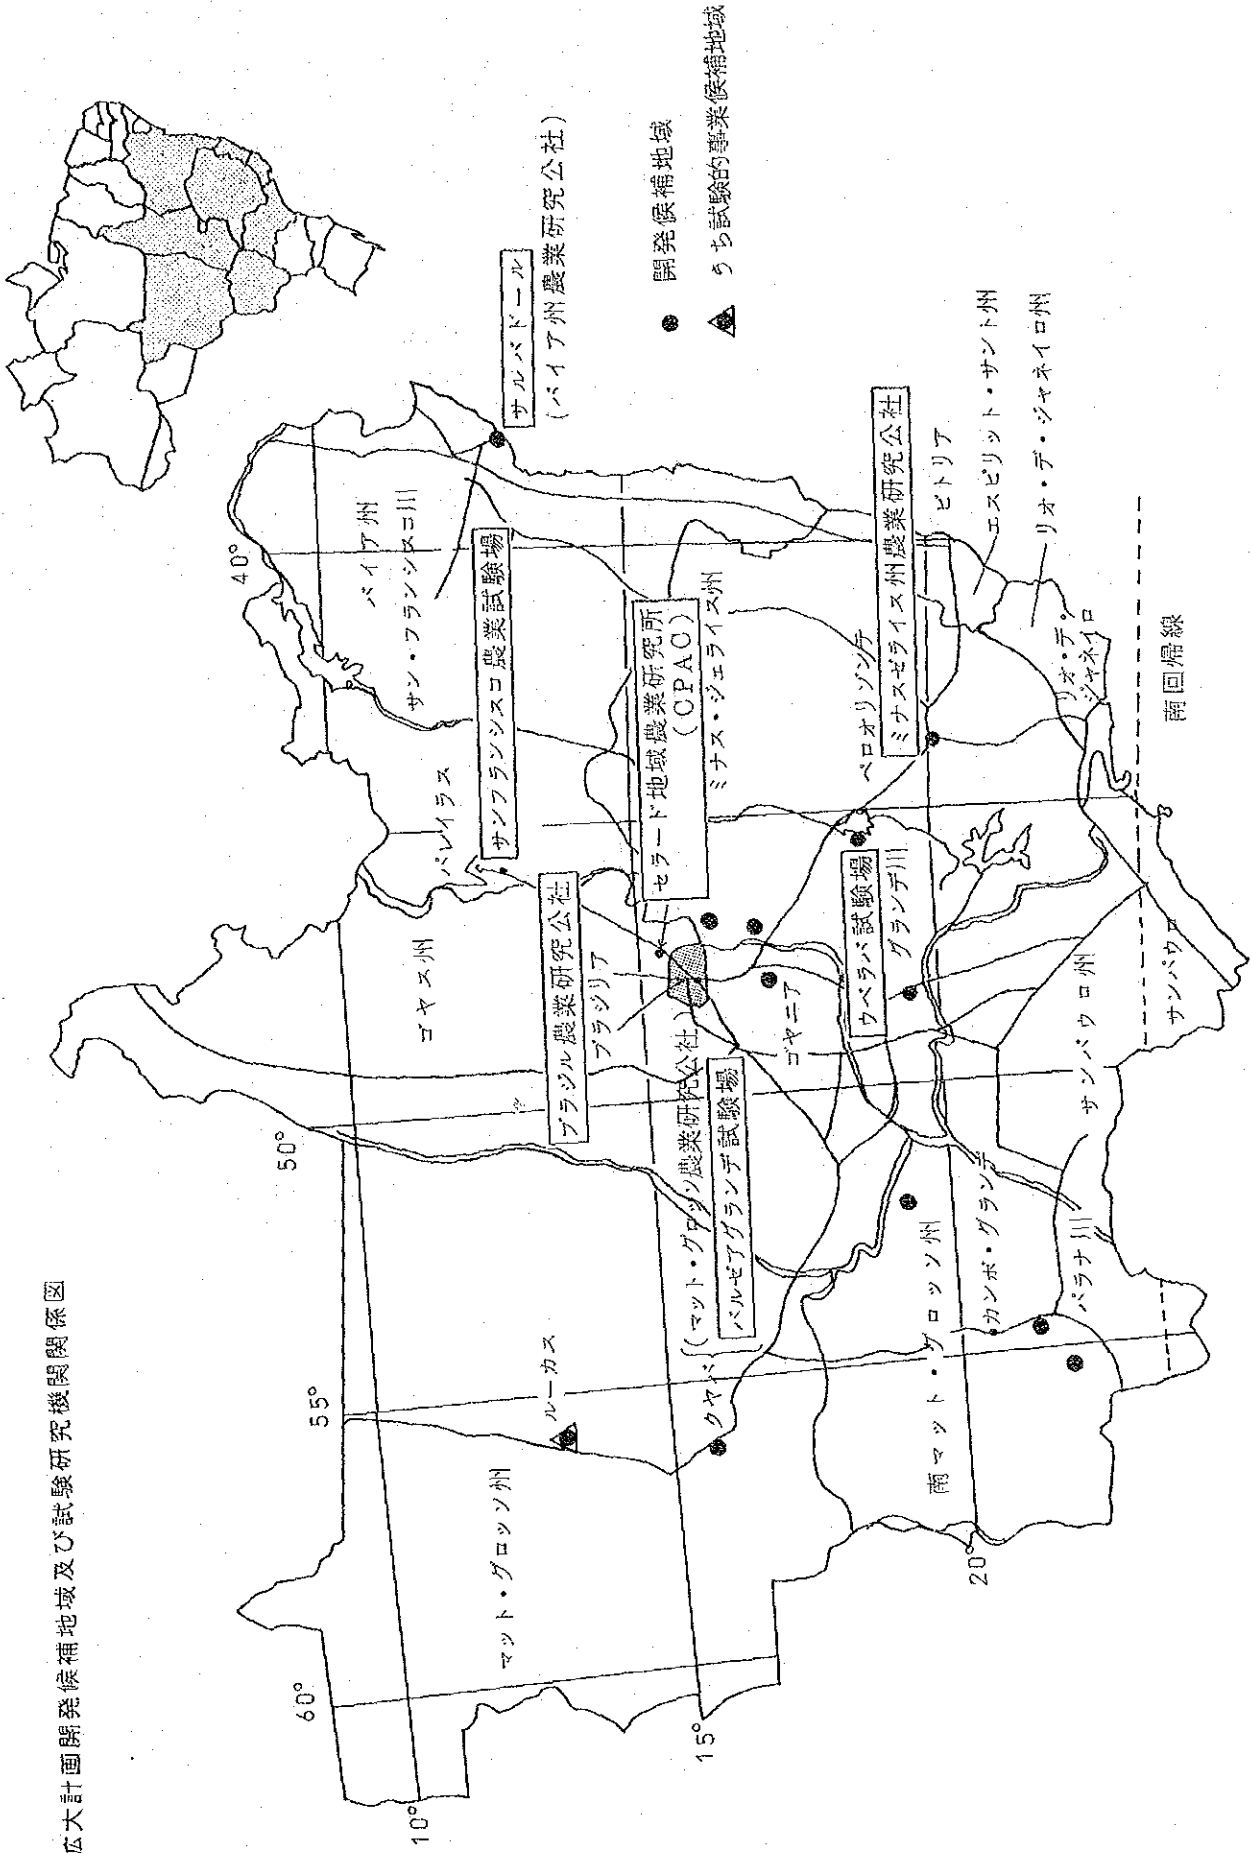 広大計画開発候補地域及び試験研究機関関係図
60°
55°
50°
40°
10°
15°
20°
マット・グロッソ州
ルーカス
クヤバ
(マット・グロッソ農業研究公社)
バルゼアグランデ試験場
南マット・グロッソ州
カンポ・グランデ
パラナ川
ゴヤス州
ブラジル農業研究公社
ブラジリア
ゴヤニア
バレイラス
サンフランシスコ農業試験場
セラード地域農業研究所
(CPAC)
ミナス・ジェライス州
ウベラバ試験場
グランデ川
サンパウロ州
サンパウロ
バイア州
サン・フランシスコ川
サルバドール
(バイア州農業研究公社)
ベロオリゾンテ
ミナスゼライス州農業研究公社
ビトリア
エスピリット・サント州
リオ・デ・ジャネイロ州
リオ・デ・
ジャネイロ
南回帰線
開発候補地域
うち試験的事業候補地域